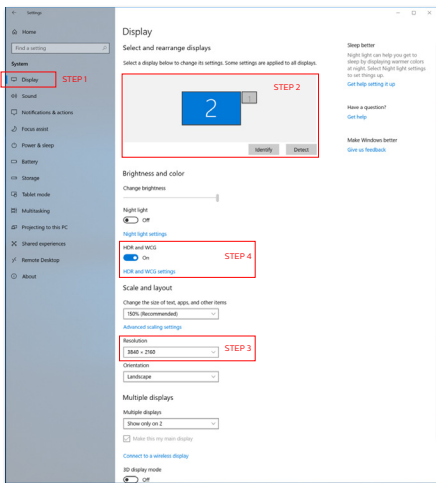 Settings
Home
Find a setting
System
Display
STEP 1
Sound
Notifications & actions
Focus assist
Power & sleep
Battery
Storage
Tablet mode
Multitasking
Projecting to this PC
Shared experiences
Remote Desktop
About
Display
Select and rearrange displays
Select a display below to change its settings. Some settings are applied to all displays.
STEP 2
2
1
Identify
Detect
Brightness and color
Change brightness
Night light
Off
Night light settings
HDR and WCG
On
STEP 4
HDR and WCG settings
Scale and layout
Change the size of text, apps, and other items
150% (Recommended)
Advanced scaling settings
Resolution
3840 × 2160
STEP 3
Orientation
Landscape
Multiple displays
Multiple displays
Show only on 2
Make this my main display
Connect to a wireless display
3D display mode
Off
Sleep better
Night light can help you get to
sleep by displaying warmer colors
at night. Select Night light settings
to set things up.
Get help setting it up
Have a question?
Get help
Make Windows better
Give us feedback